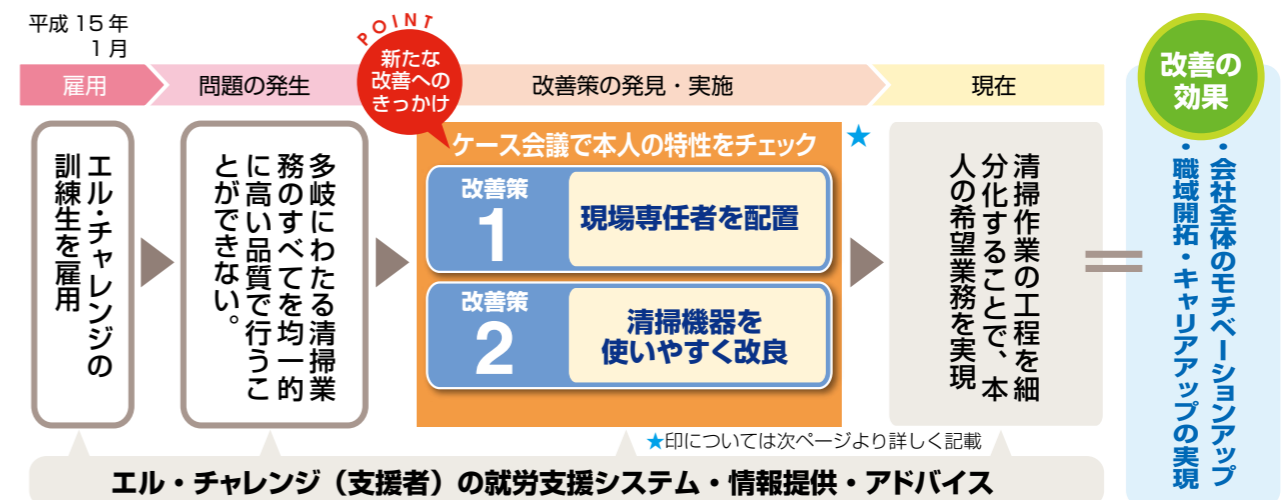 平成 15 年
1 月
雇用
問題の発生
POINT
新たな
改善への
きっかけ
改善策の発見・実施
現在
改善の
効果
エル・チャレンジの
訓練生を雇用
多岐にわたる清掃業
務のすべてを均一的
に高い品質で行うこ
とができない。
ケース会議で本人の特性をチェック
★
改善策
1
現場専任者を配置
改善策
2
清掃機器を
使いやすく改良
清掃作業の工程を細
分化することで、本
人の希望業務を実現
=
・会社全体のモチベーションアップ
・職域開拓・キャリアアップの実現
★印については次ページより詳しく記載
エル・チャレンジ（支援者）の就労支援システム・情報提供・アドバイス